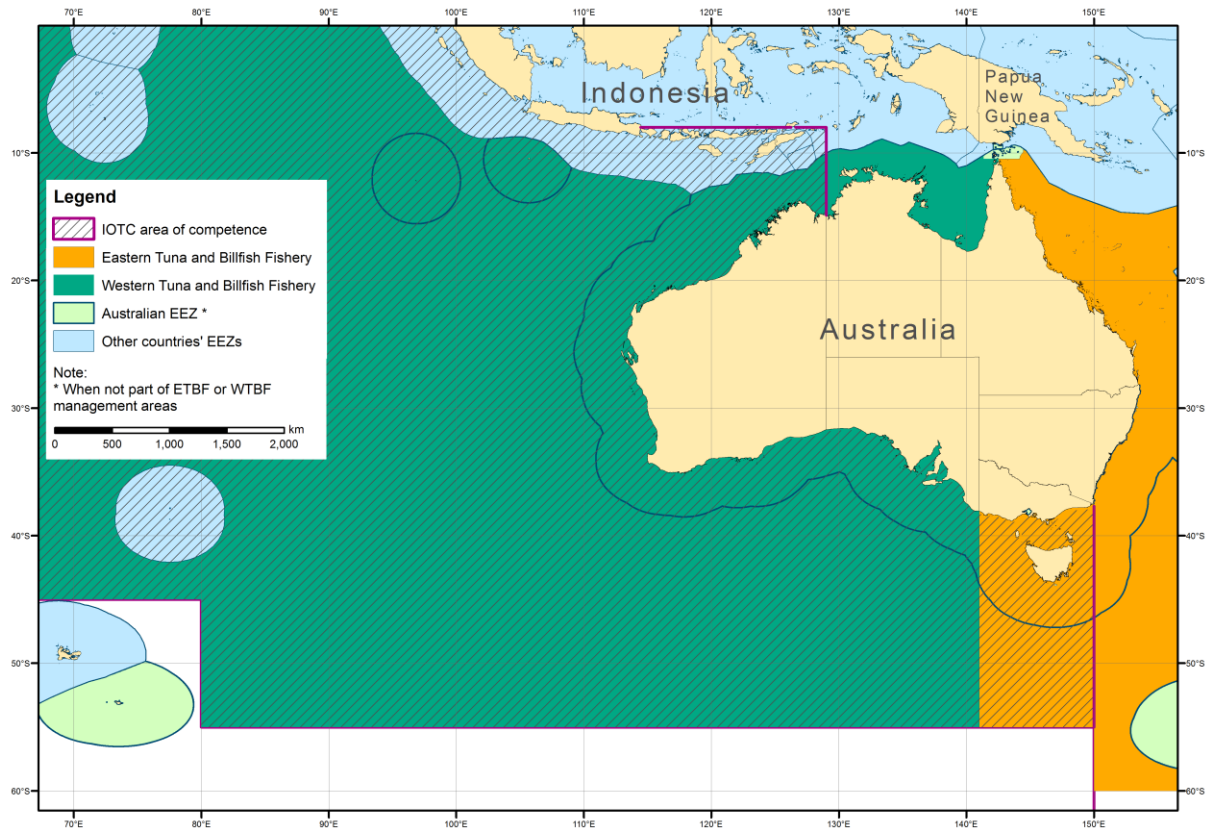 70°E 80°E 90°E 100°E 110°E 120°E 130°E 140°E 150°E
Indonesia
Papua
New
Guinea
10°S 10°S
Legend
IOTC area of competence
Eastern Tuna and Billfish Fishery
Western Tuna and Billfish Fishery
Australian EEZ *
Other countries' EEZs
Note:
* When not part of ETBF or WTBF
management areas
km
0 500 1,000 1,500 2,000
20°S 20°S
Australia
30°S 30°S
40°S 40°S
50°S 50°S
60°S 60°S
70°E 80°E 90°E 100°E 110°E 120°E 130°E 140°E 150°E